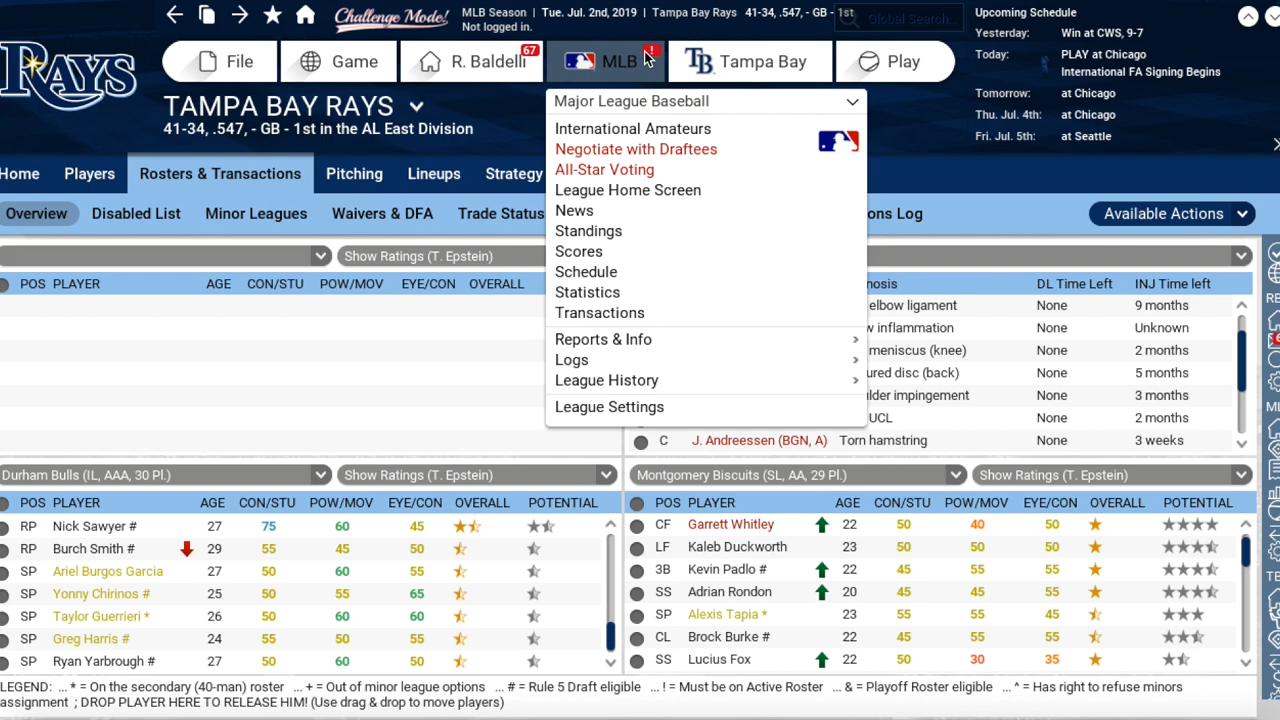 Challenge Mode!
MLB Season | Tue. Jul. 2nd, 2019 | Tampa Bay Rays 41-34, .547, - GB - 1st
Not logged in.
Global Search...
Upcoming Schedule
Yesterday: Win at CWS, 9-7
Today: PLAY at Chicago
International FA Signing Begins
Tomorrow: at Chicago
Thu. Jul. 4th: at Chicago
Fri. Jul. 5th: at Seattle
RAYS
File
Game
R. Baldelli 67
MLB !
TB Tampa Bay
Play
TAMPA BAY RAYS
41-34, .547, - GB - 1st in the AL East Division
Home Players Rosters & Transactions Pitching Lineups Strategy
Overview Disabled List Minor Leagues Waivers & DFA Trade Status ons Log
Available Actions
Major League Baseball
International Amateurs
Negotiate with Draftees
All-Star Voting
League Home Screen
News
Standings
Scores
Schedule
Statistics
Transactions
Reports & Info
Logs
League History
League Settings
Show Ratings (T. Epstein)
POS PLAYER AGE CON/STU POW/MOV EYE/CON OVERALL
nosis DL Time Left INJ Time left
elbow ligament None 9 months
w inflammation None Unknown
meniscus (knee) None 2 months
ured disc (back) None 5 months
ulder impingement None 3 months
UCL None 2 months
C J. Andreessen (BGN, A) Torn hamstring None 3 weeks
Durham Bulls (IL, AAA, 30 Pl.) Show Ratings (T. Epstein)
POS PLAYER AGE CON/STU POW/MOV EYE/CON OVERALL POTENTIAL
RP Nick Sawyer # 27 75 60 45
RP Burch Smith # 29 55 45 50
SP Ariel Burgos Garcia 27 50 60 55
SP Yonny Chirinos # 25 50 55 65
SP Taylor Guerrieri * 26 50 60 60
SP Greg Harris # 24 55 50 55
SP Ryan Yarbrough # 27 50 60 50
Montgomery Biscuits (SL, AA, 29 Pl.) Show Ratings (T. Epstein)
POS PLAYER AGE CON/STU POW/MOV EYE/CON OVERALL POTENTIAL
CF Garrett Whitley 22 50 40 50
LF Kaleb Duckworth 23 50 50 50
3B Kevin Padlo # 22 45 55 55
SS Adrian Rondon 20 45 45 55
SP Alexis Tapia * 23 55 55 45
CL Brock Burke # 22 45 55 55
SS Lucius Fox 22 50 30 35
LEGEND: ... * = On the secondary (40-man) roster ... + = Out of minor league options ... # = Rule 5 Draft eligible ... ! = Must be on Active Roster ... & = Playoff Roster eligible ... ^ = Has right to refuse minors
assignment ; DROP PLAYER HERE TO RELEASE HIM! (Use drag & drop to move players)